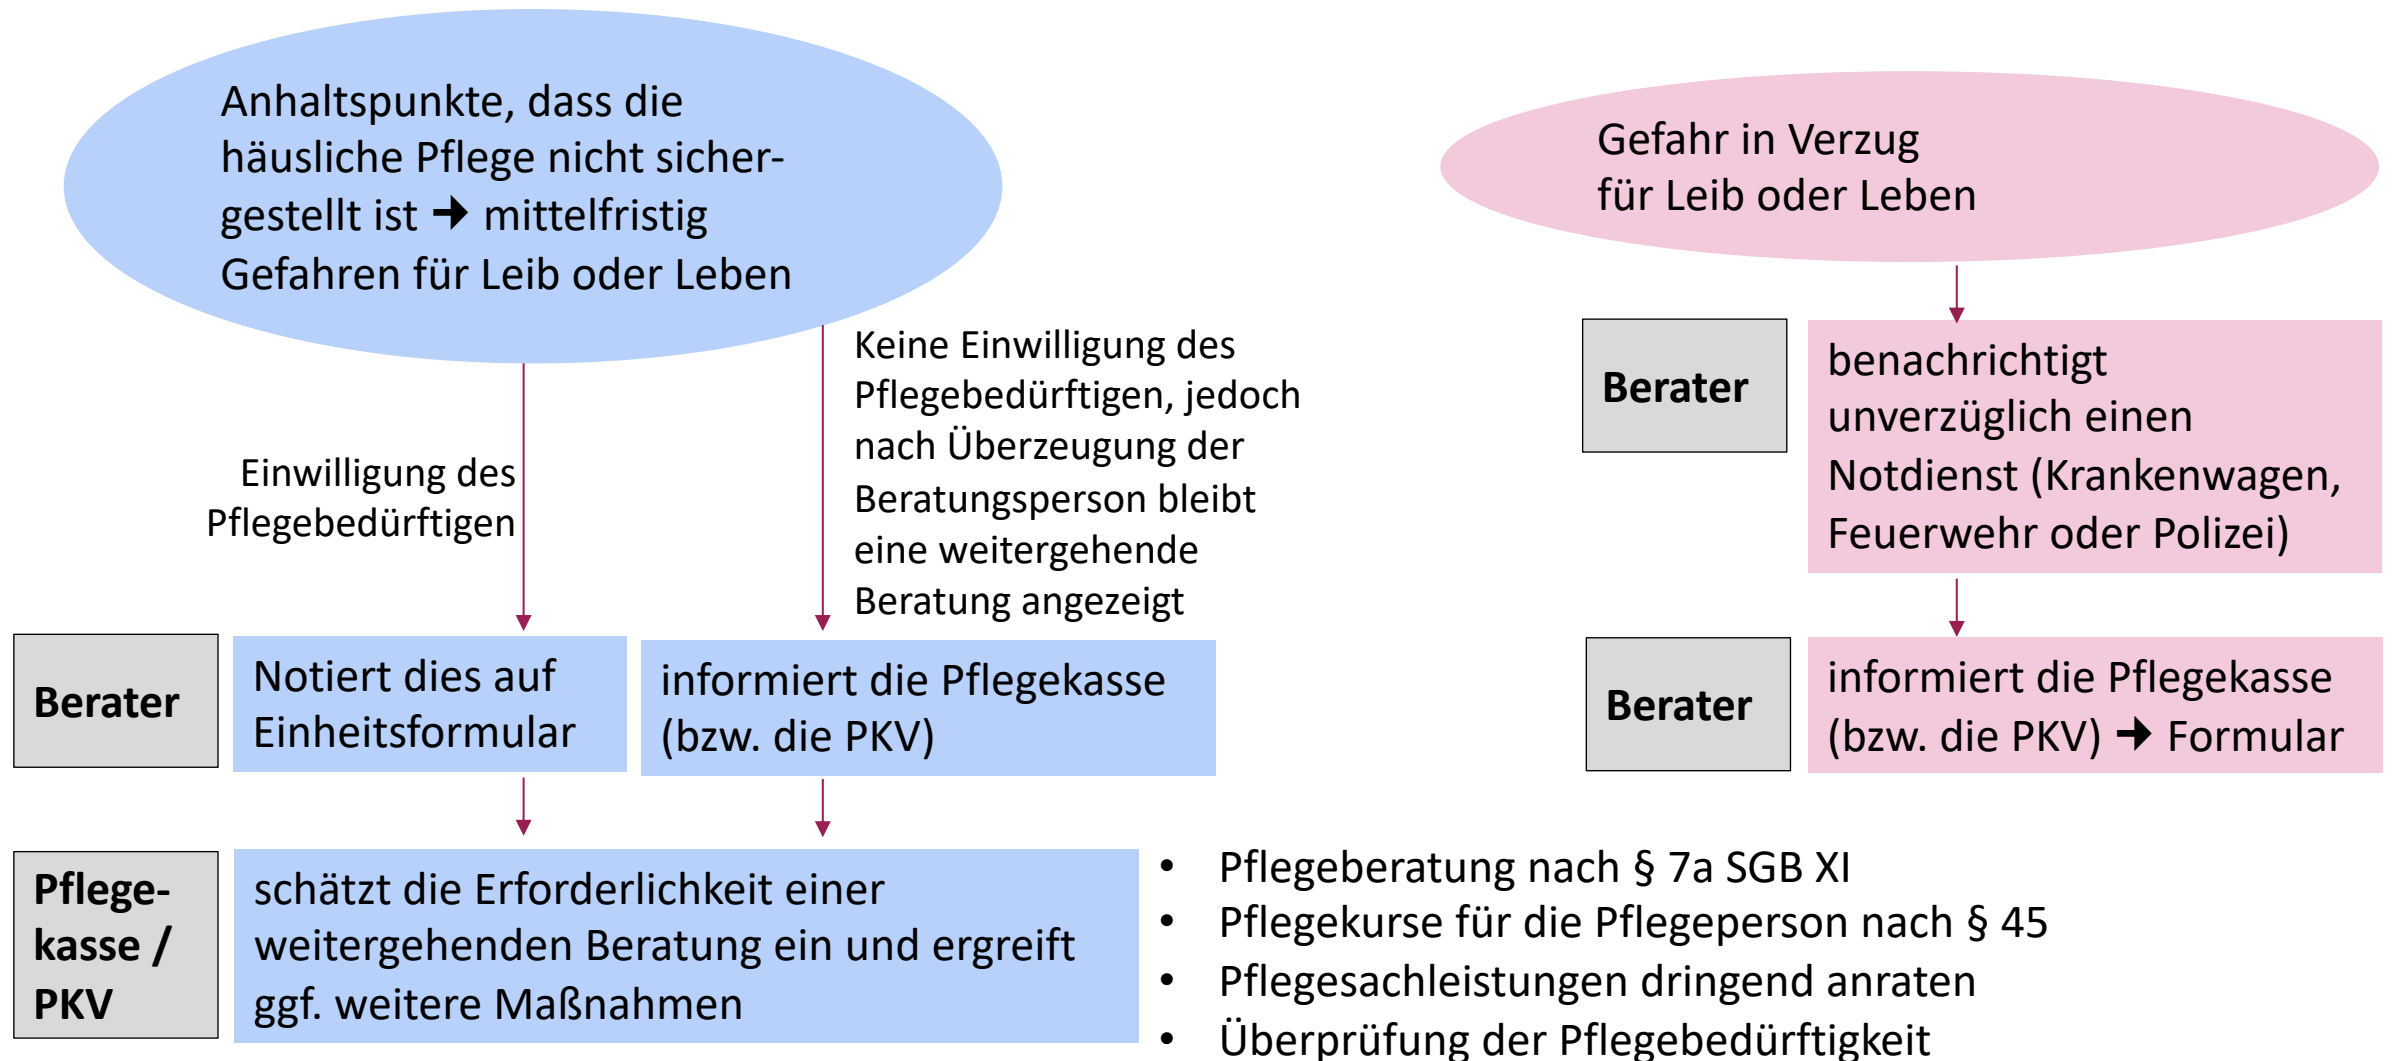 Anhaltspunkte, dass die
häusliche Pflege nicht sicher-
gestellt ist ➜ mittelfristig
Gefahren für Leib oder Leben
Einwilligung des
Pflegebedürftigen
Keine Einwilligung des
Pflegebedürftigen, jedoch
nach Überzeugung der
Beratungsperson bleibt
eine weitergehende
Beratung angezeigt
Berater
Notiert dies auf
Einheitsformular
informiert die Pflegekasse
(bzw. die PKV)
Pflege-
kasse /
PKV
schätzt die Erforderlichkeit einer
weitergehenden Beratung ein und ergreift
ggf. weitere Maßnahmen
• Pflegeberatung nach § 7a SGB XI
• Pflegekurse für die Pflegeperson nach § 45
• Pflegesachleistungen dringend anraten
• Überprüfung der Pflegebedürftigkeit
Gefahr in Verzug
für Leib oder Leben
Berater
benachrichtigt
unverzüglich einen
Notdienst (Krankenwagen,
Feuerwehr oder Polizei)
Berater
informiert die Pflegekasse
(bzw. die PKV) ➜ Formular